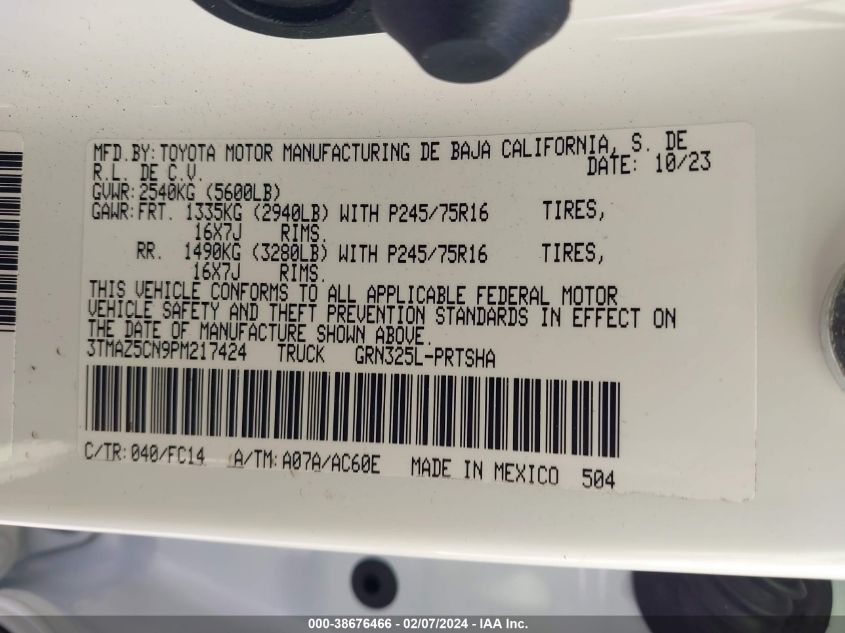 MFD.BY: TOYOTA MOTOR MANUFACTURING DE BAJA CALIFORNIA, S. DE
R.L. DE C.V. DATE: 10/23
GVWR: 2540KG (5600LB)
GAWR: FRT. 1335KG (2940LB) WITH P245/75R16 TIRES,
16X7J RIMS.
RR. 1490KG (3280LB) WITH P245/75R16 TIRES,
16X7J RIMS.
THIS VEHICLE CONFORMS TO ALL APPLICABLE FEDERAL MOTOR
VEHICLE SAFETY AND THEFT PREVENTION STANDARDS IN EFFECT ON
THE DATE OF MANUFACTURE SHOWN ABOVE.
3TMAZ5CN9PM217424 TRUCK GRN325L-PRTSHA
C/TR: 040/FC14 A/TM: A07A/AC60E MADE IN MEXICO 504
000-38676466 - 02/07/2024 - IAA Inc.